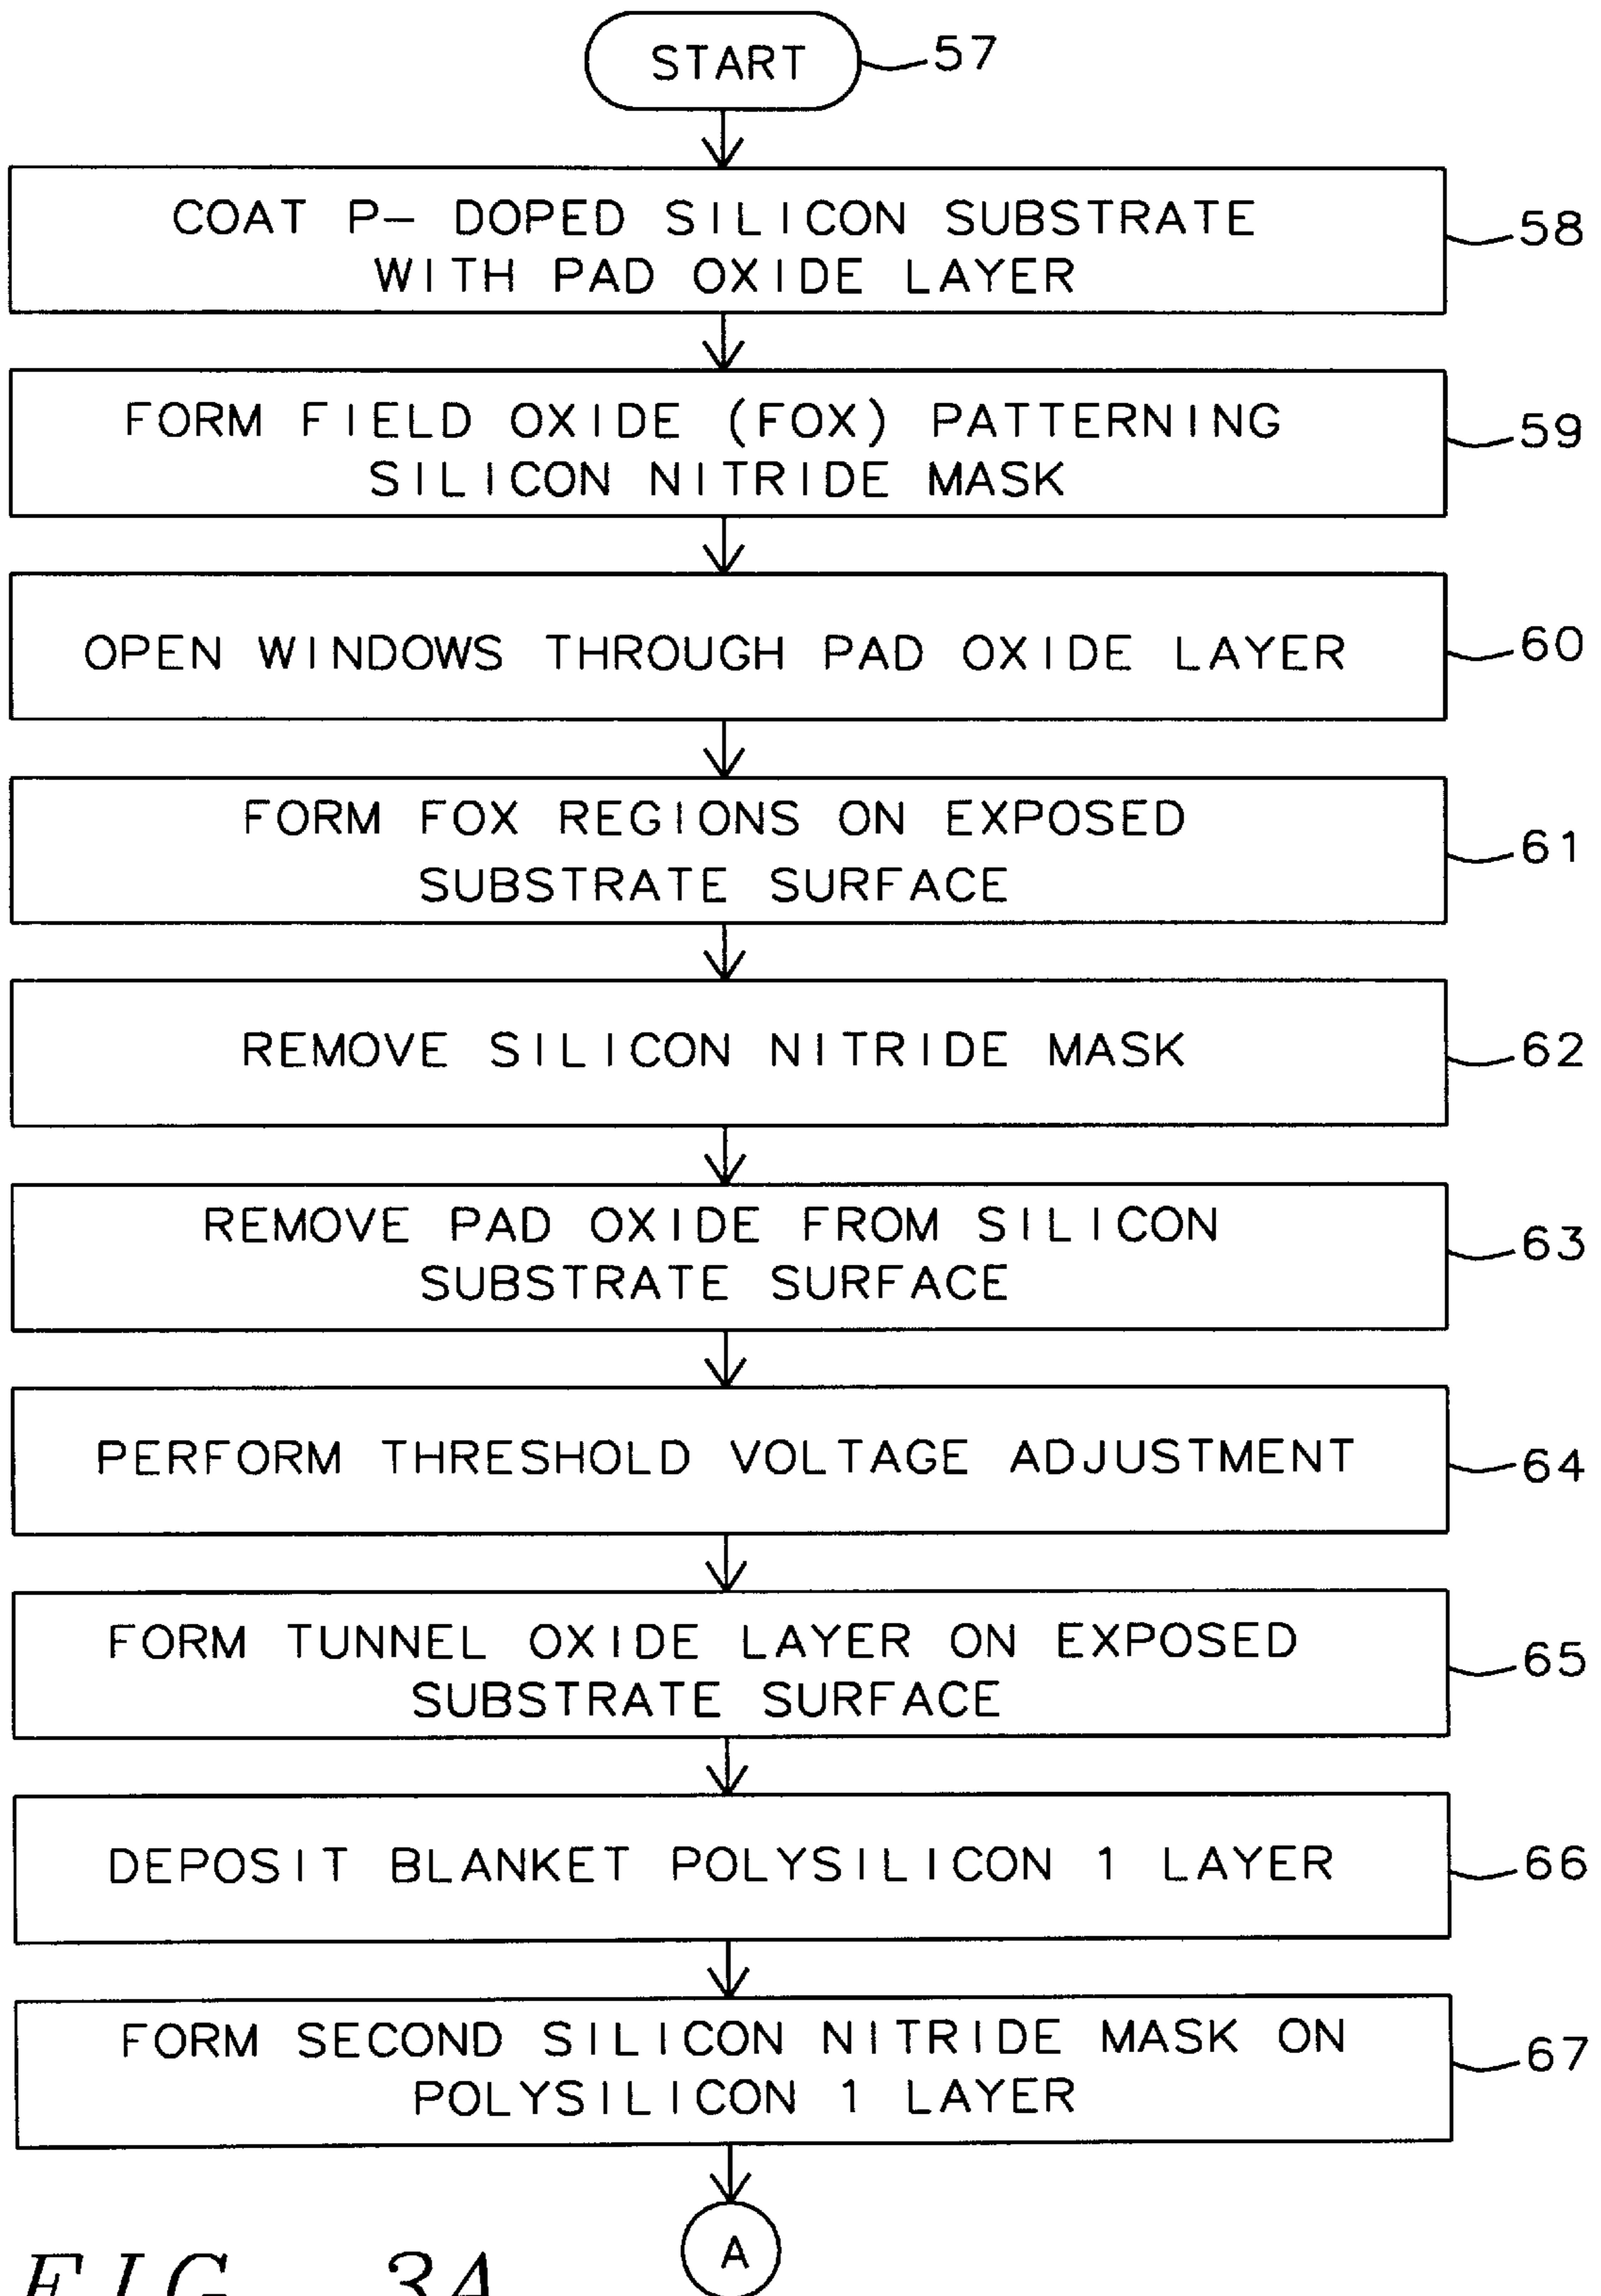 START 57
COAT P- DOPED SILICON SUBSTRATE
WITH PAD OXIDE LAYER
58
FORM FIELD OXIDE (FOX) PATTERNING
SILICON NITRIDE MASK
59
OPEN WINDOWS THROUGH PAD OXIDE LAYER 60
FORM FOX REGIONS ON EXPOSED
SUBSTRATE SURFACE
61
REMOVE SILICON NITRIDE MASK 62
REMOVE PAD OXIDE FROM SILICON
SUBSTRATE SURFACE
63
PERFORM THRESHOLD VOLTAGE ADJUSTMENT 64
FORM TUNNEL OXIDE LAYER ON EXPOSED
SUBSTRATE SURFACE
65
DEPOSIT BLANKET POLYSILICON 1 LAYER 66
FORM SECOND SILICON NITRIDE MASK ON
POLYSILICON 1 LAYER
67
A
FIG. 3A